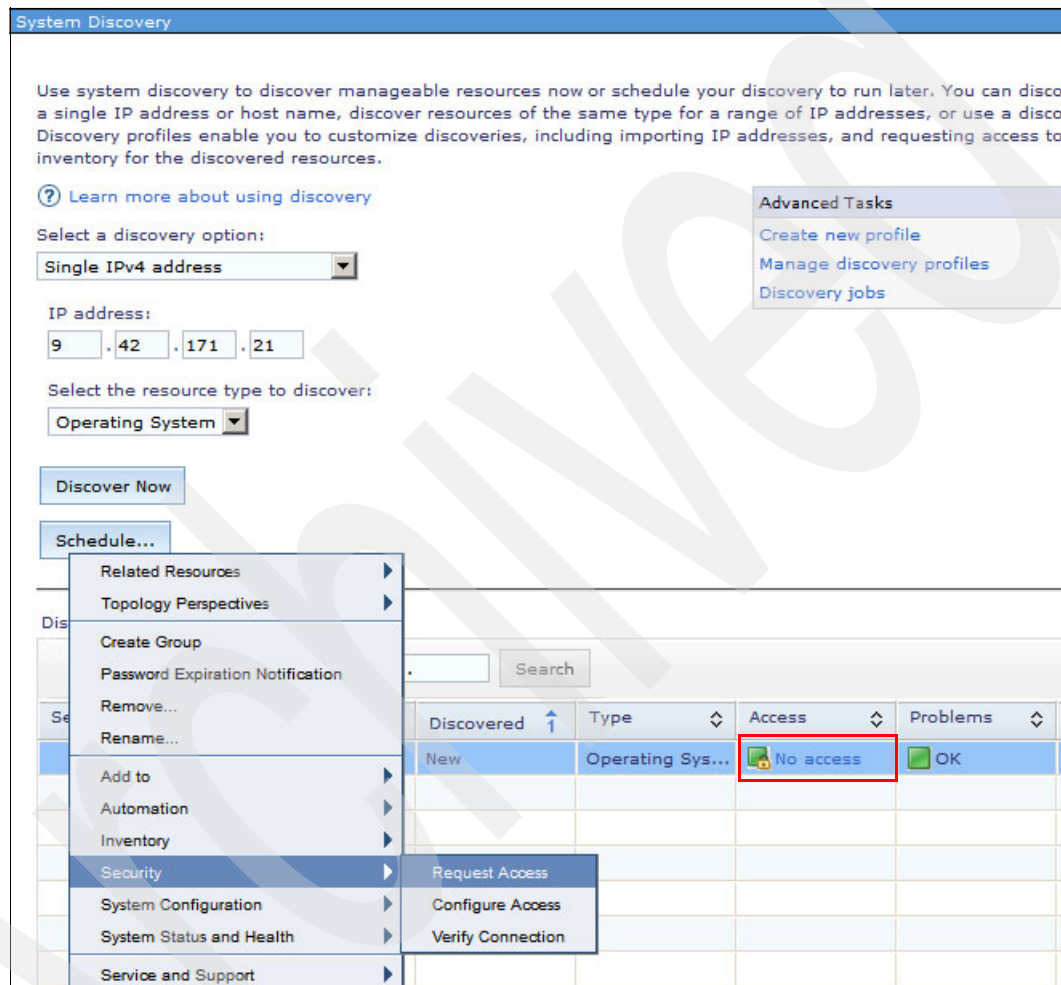 System Discovery
Use system discovery to discover manageable resources now or schedule your discovery to run later. You can disco
a single IP address or host name, discover resources of the same type for a range of IP addresses, or use a disco
Discovery profiles enable you to customize discoveries, including importing IP addresses, and requesting access to
inventory for the discovered resources.
? Learn more about using discovery
Advanced Tasks
Select a discovery option:
Create new profile
Single IPv4 address
Manage discovery profiles
Discovery jobs
IP address:
9 . 42 . 171 . 21
Select the resource type to discover:
Operating System
Discover Now
Schedule...
Related Resources
Topology Perspectives
Dis
Create Group
Password Expiration Notification
. Search
Remove...
Rename...
Se Discovered 1 Type Access Problems
New Operating Sys... No access OK
Add to
Automation
Inventory
Security
Request Access
System Configuration
Configure Access
System Status and Health
Verify Connection
Service and Support